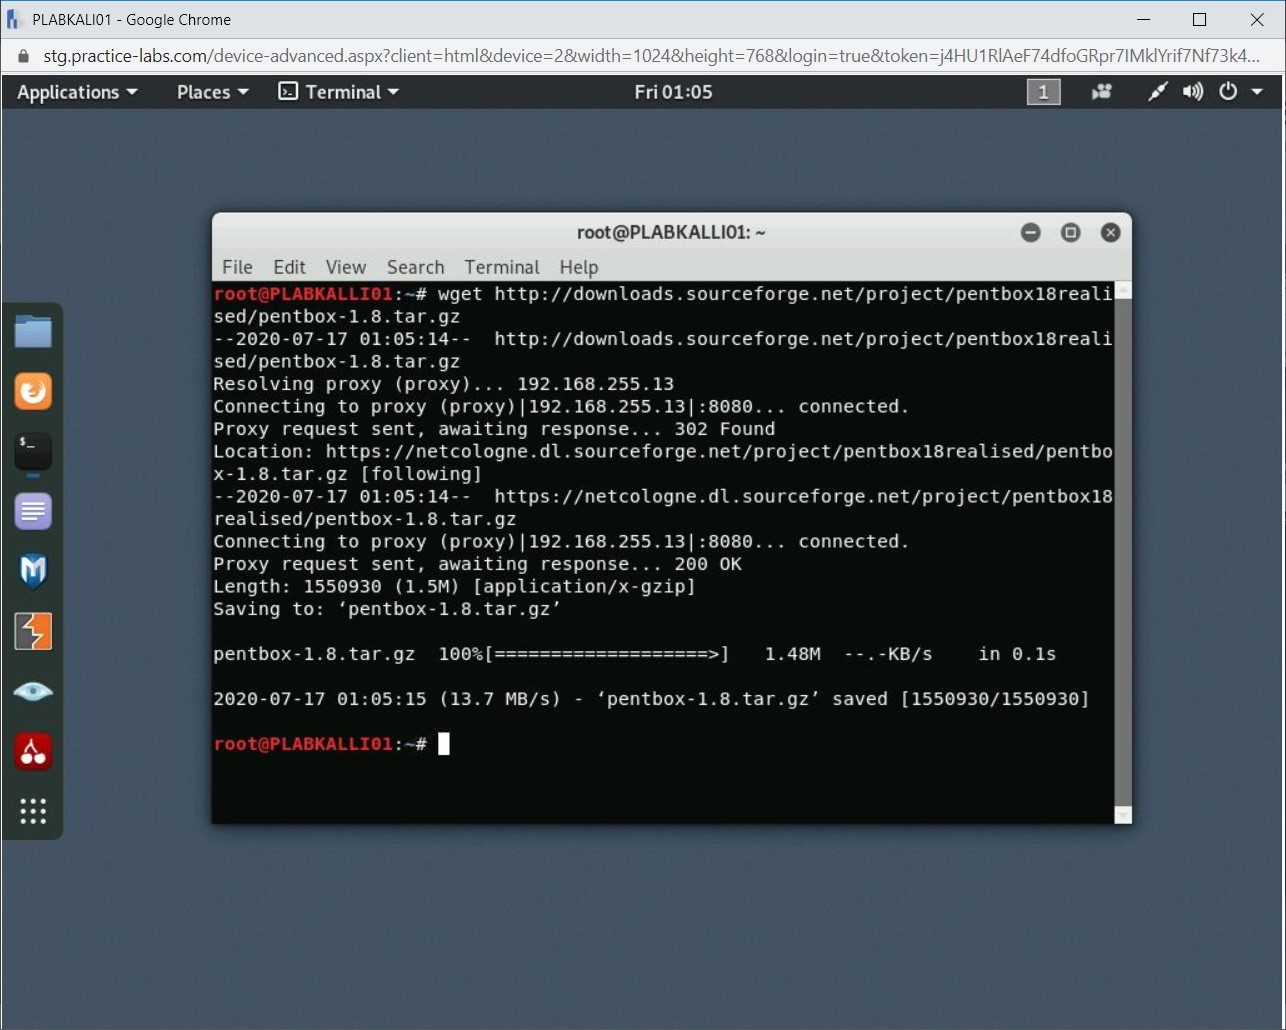 PLABKALI01 - Google Chrome
stg.practice-labs.com/device-advanced.aspx?client=html&device=2&width=1024&height=768&login=true&token=j4HU1RlAeF74dfoGRpr7IMklYrif7Nf73k4...
Applications Places Terminal Fri 01:05 1
root@PLABKALLI01: ~
File Edit View Search Terminal Help
root@PLABKALLI01:~# wget http://downloads.sourceforge.net/project/pentbox18reali
sed/pentbox-1.8.tar.gz
--2020-07-17 01:05:14-- http://downloads.sourceforge.net/project/pentbox18reali
sed/pentbox-1.8.tar.gz
Resolving proxy (proxy)... 192.168.255.13
Connecting to proxy (proxy)|192.168.255.13|:8080... connected.
Proxy request sent, awaiting response... 302 Found
Location: https://netcologne.dl.sourceforge.net/project/pentbox18realised/pentbo
x-1.8.tar.gz [following]
--2020-07-17 01:05:14-- https://netcologne.dl.sourceforge.net/project/pentbox18
realised/pentbox-1.8.tar.gz
Connecting to proxy (proxy)|192.168.255.13|:8080... connected.
Proxy request sent, awaiting response... 200 OK
Length: 1550930 (1.5M) [application/x-gzip]
Saving to: ‘pentbox-1.8.tar.gz’
pentbox-1.8.tar.gz 100%[===================>] 1.48M --.-KB/s in 0.1s
2020-07-17 01:05:15 (13.7 MB/s) - ‘pentbox-1.8.tar.gz’ saved [1550930/1550930]
root@PLABKALLI01:~#
$_